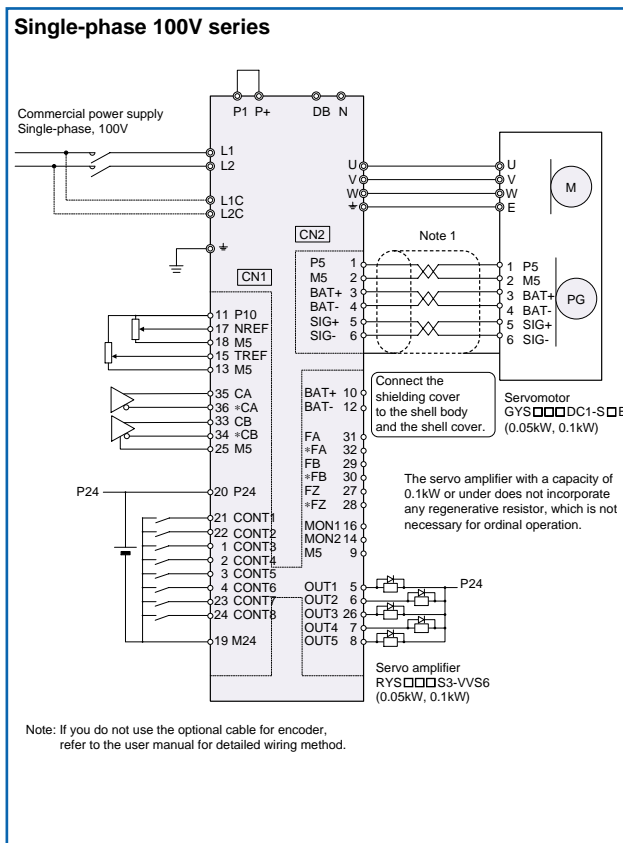 Single-phase 100V series
P1 P+ DB N
Commercial power supply
Single-phase, 100V
L1
L2
L1C
L2C
U
V
W
U
V
W
E
M
CN2
Note 1
CN1
P5 1
M5 2
BAT+ 3
BAT- 4
SIG+ 5
SIG- 6
1 P5
2 M5
3 BAT+
4 BAT-
5 SIG+
6 SIG-
PG
11 P10
17 NREF
18 M5
15 TREF
13 M5
35 CA
36 *CA
33 CB
34 *CB
25 M5
P24
20 P24
21 CONT1
22 CONT2
1 CONT3
2 CONT4
3 CONT5
4 CONT6
23 CONT7
24 CONT8
19 M24
BAT+ 10
BAT- 12
FA 31
*FA 32
FB 29
*FB 30
FZ 27
*FZ 28
MON1 16
MON2 14
M5 9
OUT1 5
OUT2 6
OUT3 26
OUT4 7
OUT5 8
P24
Connect the
shielding cover
to the shell body
and the shell cover.
Servomotor
GYS□□□DC1-S□B
(0.05kW, 0.1kW)
The servo amplifier with a capacity of
0.1kW or under does not incorporate
any regenerative resistor, which is not
necessary for ordinal operation.
Servo amplifier
RYS□□□S3-VVS6
(0.05kW, 0.1kW)
Note: If you do not use the optional cable for encoder,
refer to the user manual for detailed wiring method.